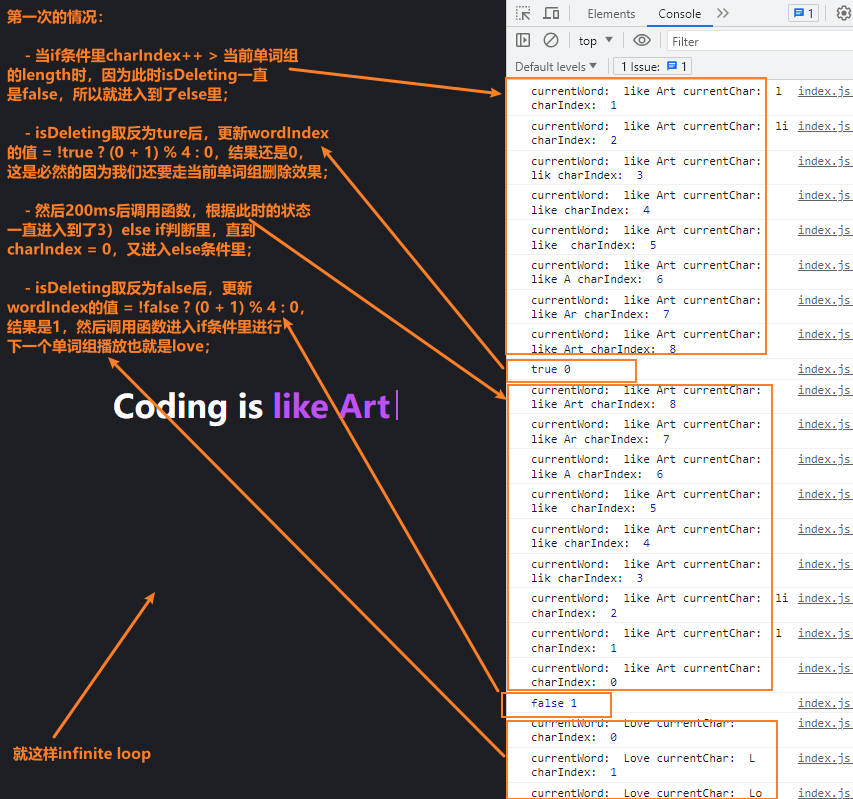 第一次的情况：
- 当if条件里charIndex++ > 当前单词组
的length时，因为此时isDeleting一直
是false，所以就进入到了else里；
- isDeleting取反为ture后，更新wordIndex
的值 = !true ? (0 + 1) % 4 : 0，结果还是0，
这是必然的因为我们还要走当前单词组删除效果；
- 然后200ms后调用函数，根据此时的状态
一直进入到了3）else if判断里，直到
charIndex = 0，又进入else条件里；
- isDeleting取反为false后，更新
wordIndex的值 = !false ? (0 + 1) % 4 : 0，
结果是1，然后调用函数进入if条件里进行
下一个单词组播放也就是love；
Coding is like Art
就这样infinite loop
Elements Console 1
top Filter
Default levels 1 Issue: 1
currentWord: like Art currentChar: l index.js
charIndex: 1
currentWord: like Art currentChar: li index.js
charIndex: 2
currentWord: like Art currentChar: index.js
lik charIndex: 3
currentWord: like Art currentChar: index.js
like charIndex: 4
currentWord: like Art currentChar: index.js
like charIndex: 5
currentWord: like Art currentChar: index.js
like A charIndex: 6
currentWord: like Art currentChar: index.js
like Ar charIndex: 7
currentWord: like Art currentChar: index.js
like Art charIndex: 8
true 0 index.js
currentWord: like Art currentChar: index.js
like Art charIndex: 8
currentWord: like Art currentChar: index.js
like Ar charIndex: 7
currentWord: like Art currentChar: index.js
like A charIndex: 6
currentWord: like Art currentChar: index.js
like charIndex: 5
currentWord: like Art currentChar: index.js
like charIndex: 4
currentWord: like Art currentChar: index.js
lik charIndex: 3
currentWord: like Art currentChar: li index.js
charIndex: 2
currentWord: like Art currentChar: l index.js
charIndex: 1
currentWord: like Art currentChar: index.js
charIndex: 0
false 1 index.js
currentWord: Love currentChar: index.js
charIndex: 0
currentWord: Love currentChar: L index.js
charIndex: 1
currentWord: Love currentChar: Lo index.js